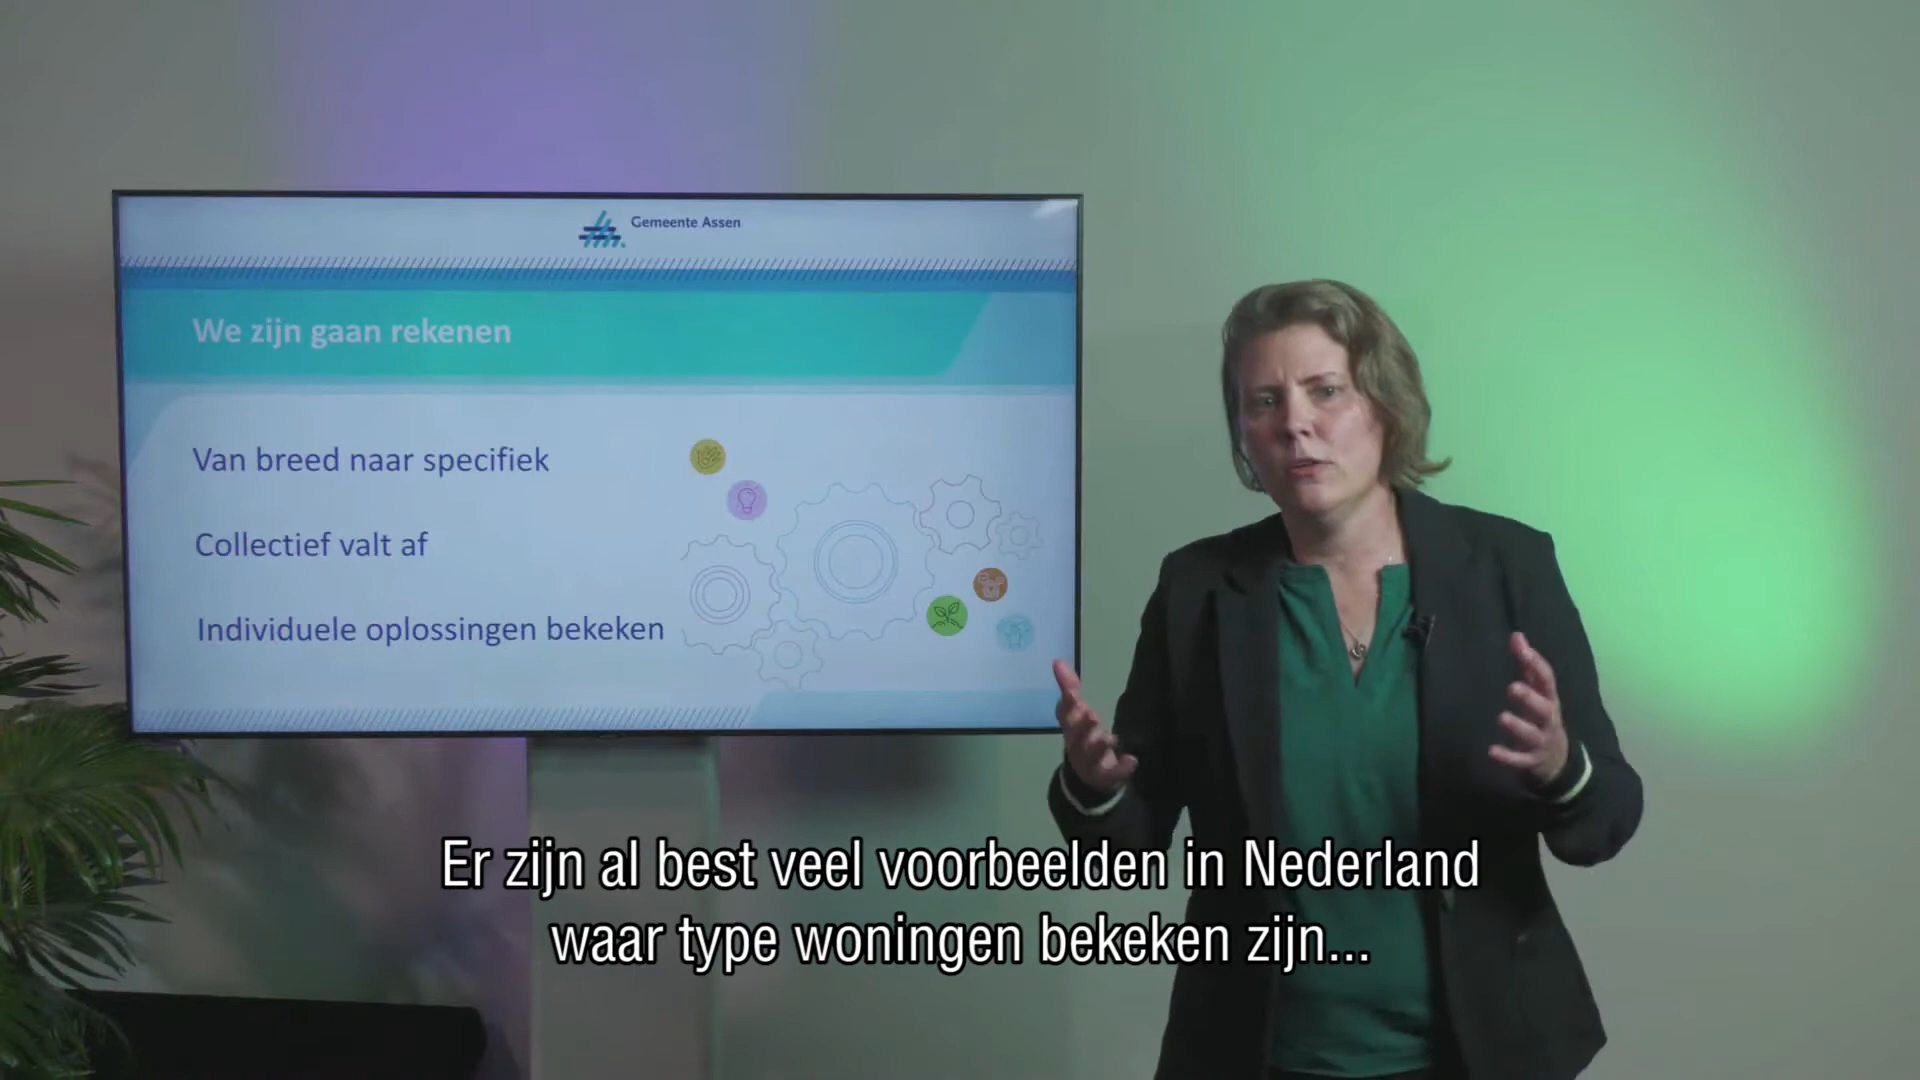 Gemeente Assen
We zijn gaan rekenen
Van breed naar specifiek
Collectief valt af
Individuele oplossingen bekeken
Er zijn al best veel voorbeelden in Nederland
waar type woningen bekeken zijn...